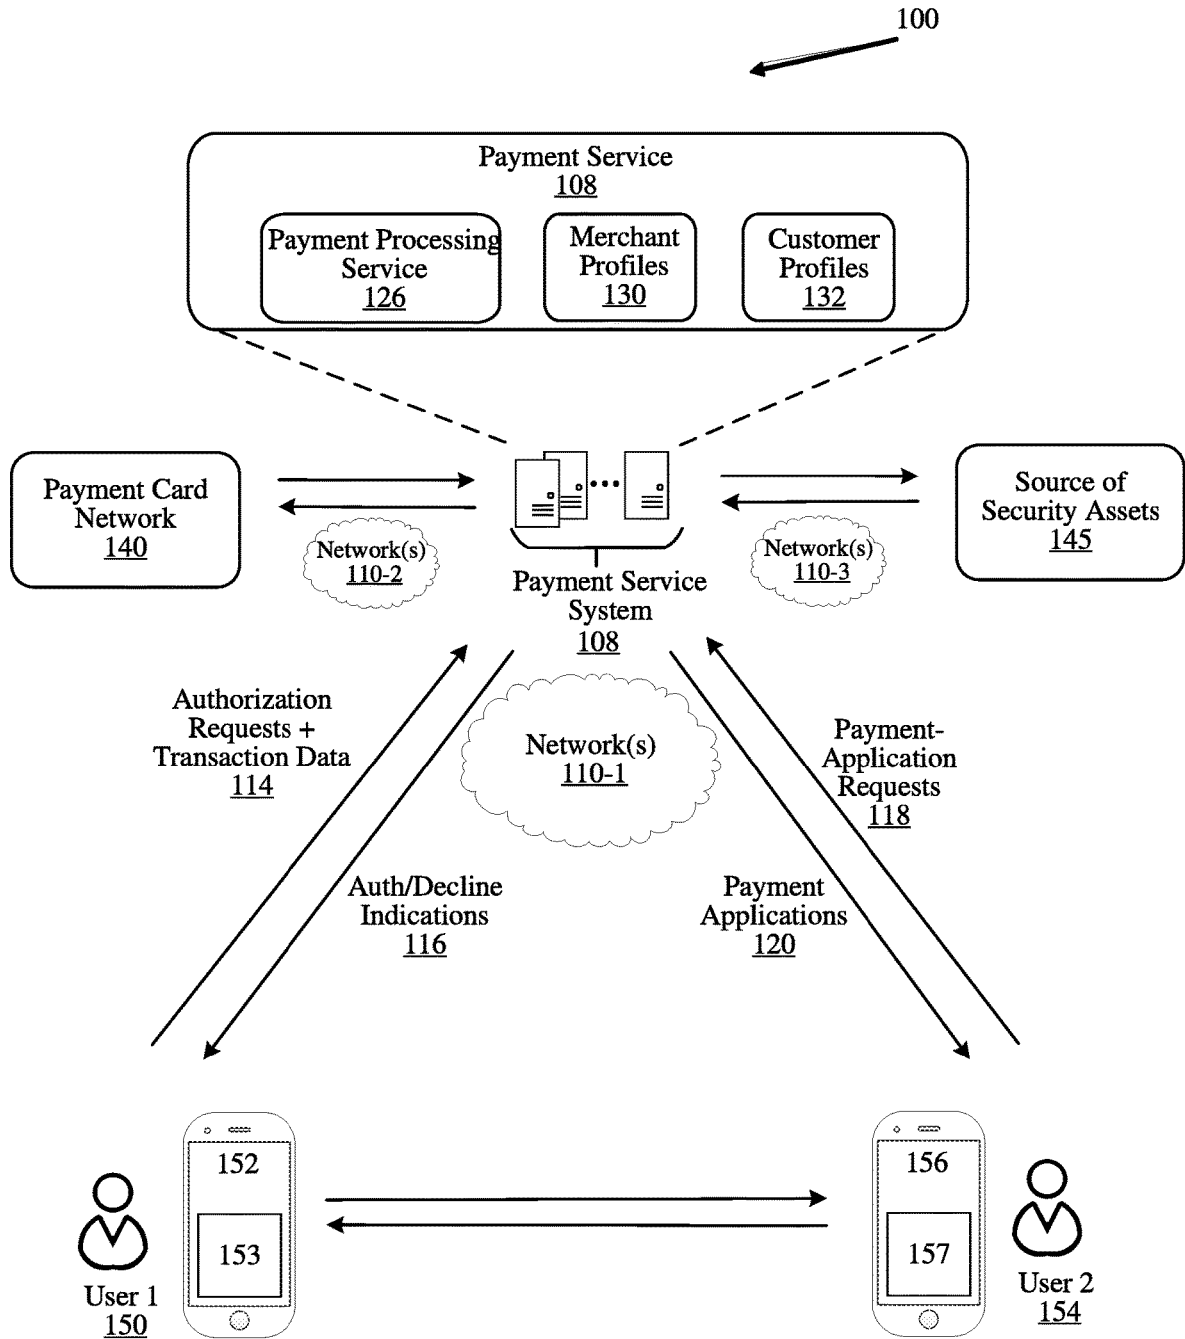 100
Payment Service
108
Payment Processing
Service
126
Merchant
Profiles
130
Customer
Profiles
132
Payment Card
Network
140
Network(s)
110-2
Payment Service
System
108
Network(s)
110-3
Source of
Security Assets
145
Authorization
Requests +
Transaction Data
114
Network(s)
110-1
Payment-
Application
Requests
118
Auth/Decline
Indications
116
Payment
Applications
120
152
153
User 1
150
156
157
User 2
154